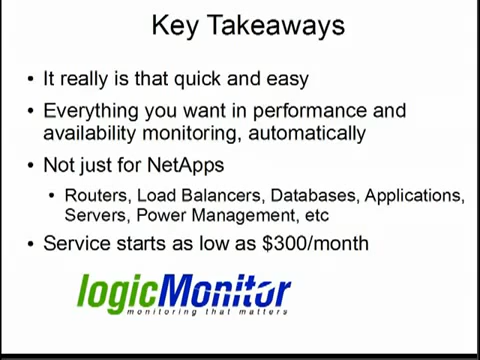 Key Takeaways
• It really is that quick and easy
• Everything you want in performance and
availability monitoring, automatically
• Not just for NetApps
• Routers, Load Balancers, Databases, Applications,
Servers, Power Management, etc
• Service starts as low as $300/month
logicMonitor
monitoring that matters